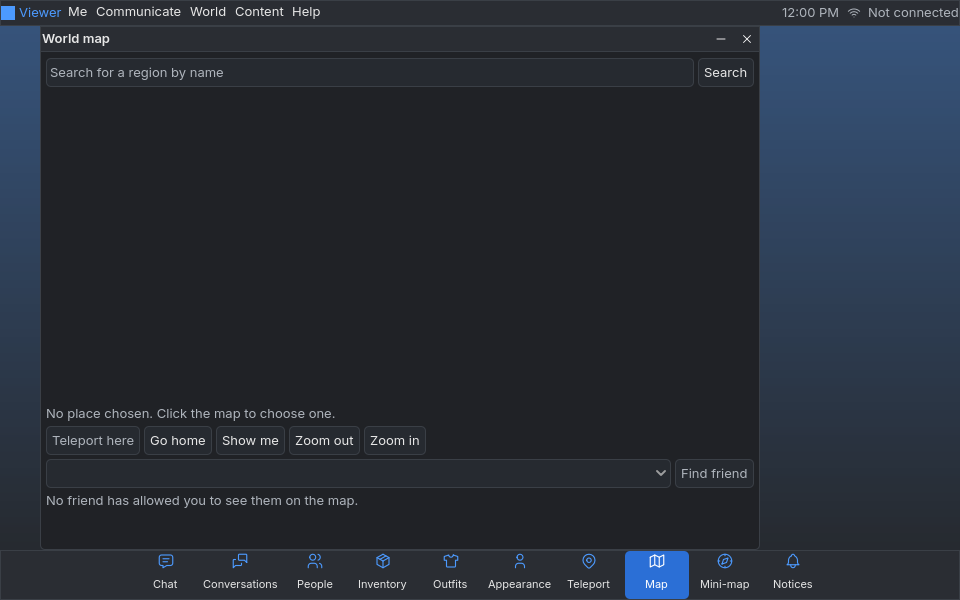 Viewer Me Communicate World Content Help 12:00 PM Not connected
World map
Search for a region by name Search
No place chosen. Click the map to choose one.
Teleport here Go home Show me Zoom out Zoom in
Find friend
No friend has allowed you to see them on the map.
Chat Conversations People Inventory Outfits Appearance Teleport Map Mini-map Notices